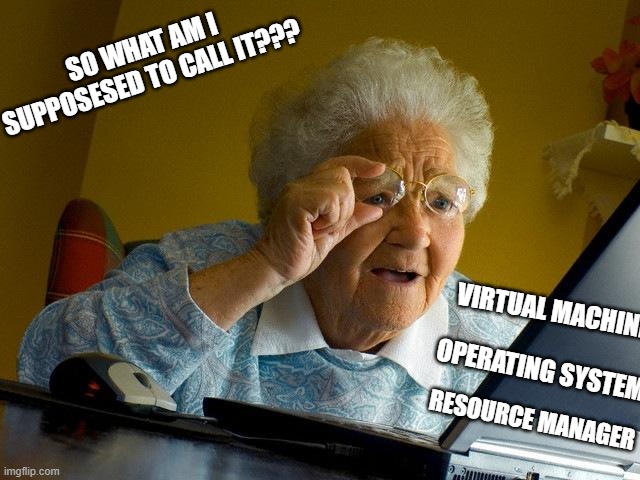 SO WHAT AM I
SUPPOSESED TO CALL IT???
VIRTUAL MACHIN
OPERATING SYSTEM
RESOURCE MANAGER
imgflip.com